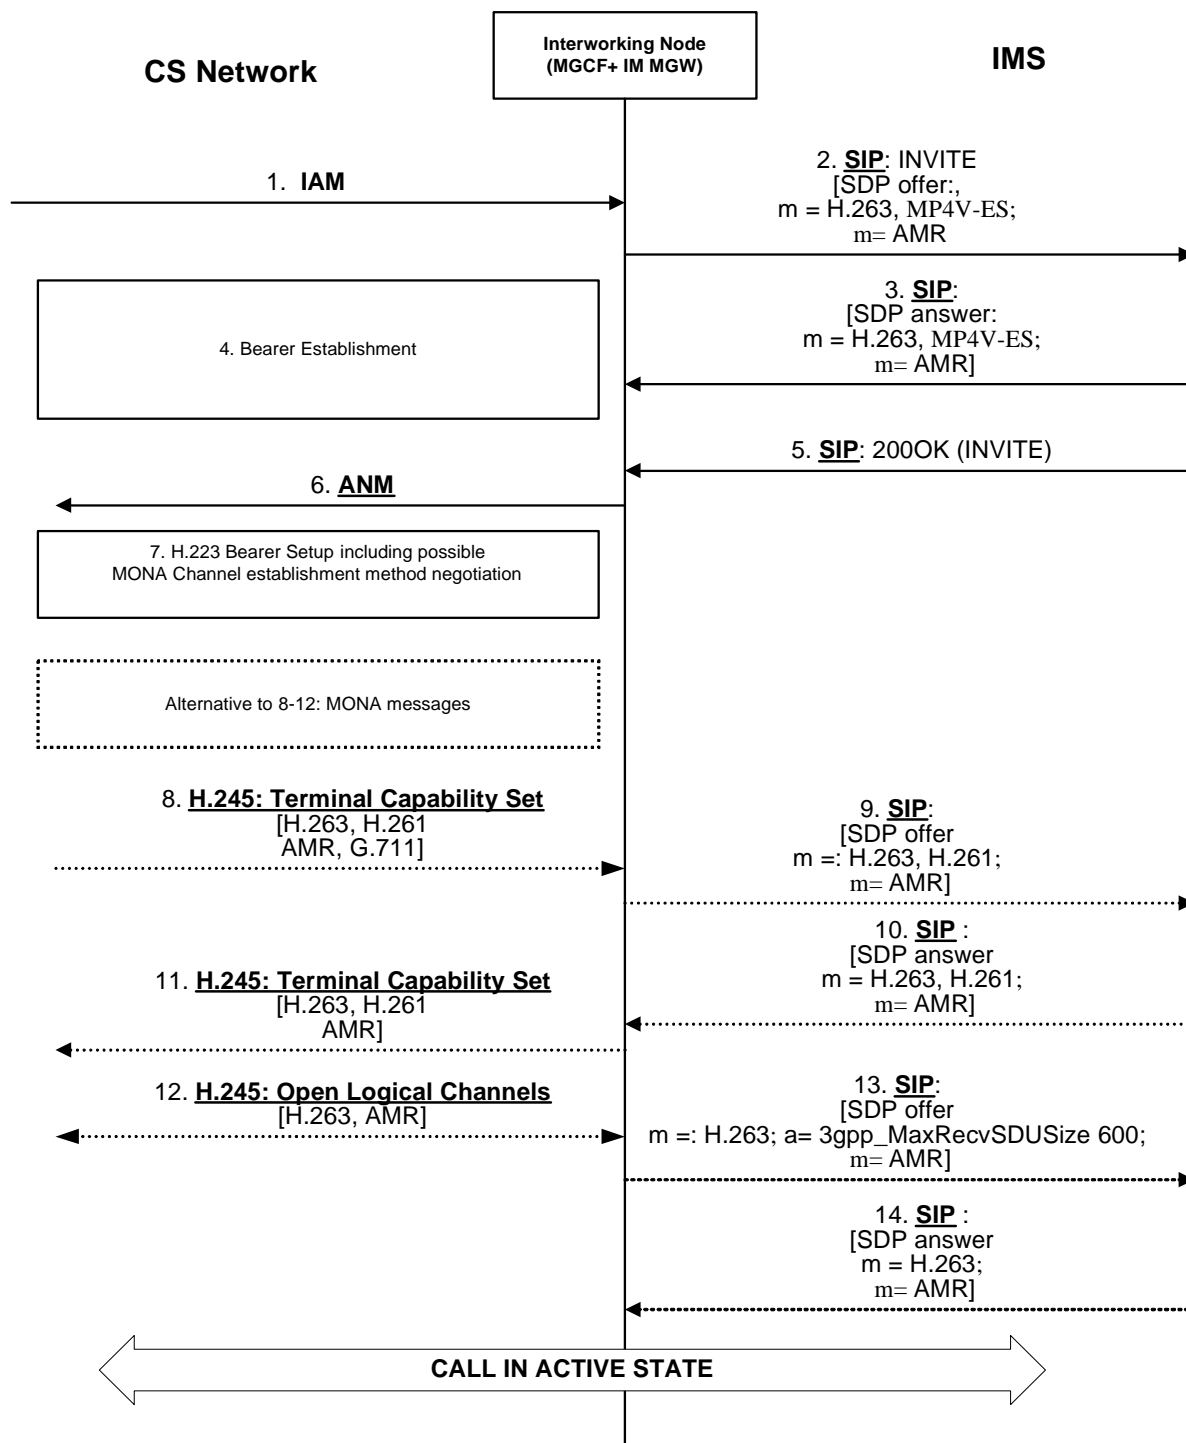 CS Network
Interworking Node
(MGCF+ IM MGW)
IMS
1. IAM
2. SIP: INVITE
[SDP offer:,
m = H.263, MP4V-ES;
m= AMR
3. SIP:
[SDP answer:
m = H.263, MP4V-ES;
m= AMR]
4. Bearer Establishment
5. SIP: 200OK (INVITE)
6. ANM
7. H.223 Bearer Setup including possible
MONA Channel establishment method negotiation
Alternative to 8-12: MONA messages
8. H.245: Terminal Capability Set
[H.263, H.261
AMR, G.711]
9. SIP:
[SDP offer
m =: H.263, H.261;
m= AMR]
10. SIP :
[SDP answer
m = H.263, H.261;
m= AMR]
11. H.245: Terminal Capability Set
[H.263, H.261
AMR]
12. H.245: Open Logical Channels
[H.263, AMR]
13. SIP:
[SDP offer
m =: H.263; a= 3gpp_MaxRecvSDUSize 600;
m= AMR]
14. SIP :
[SDP answer
m = H.263;
m= AMR]
CALL IN ACTIVE STATE